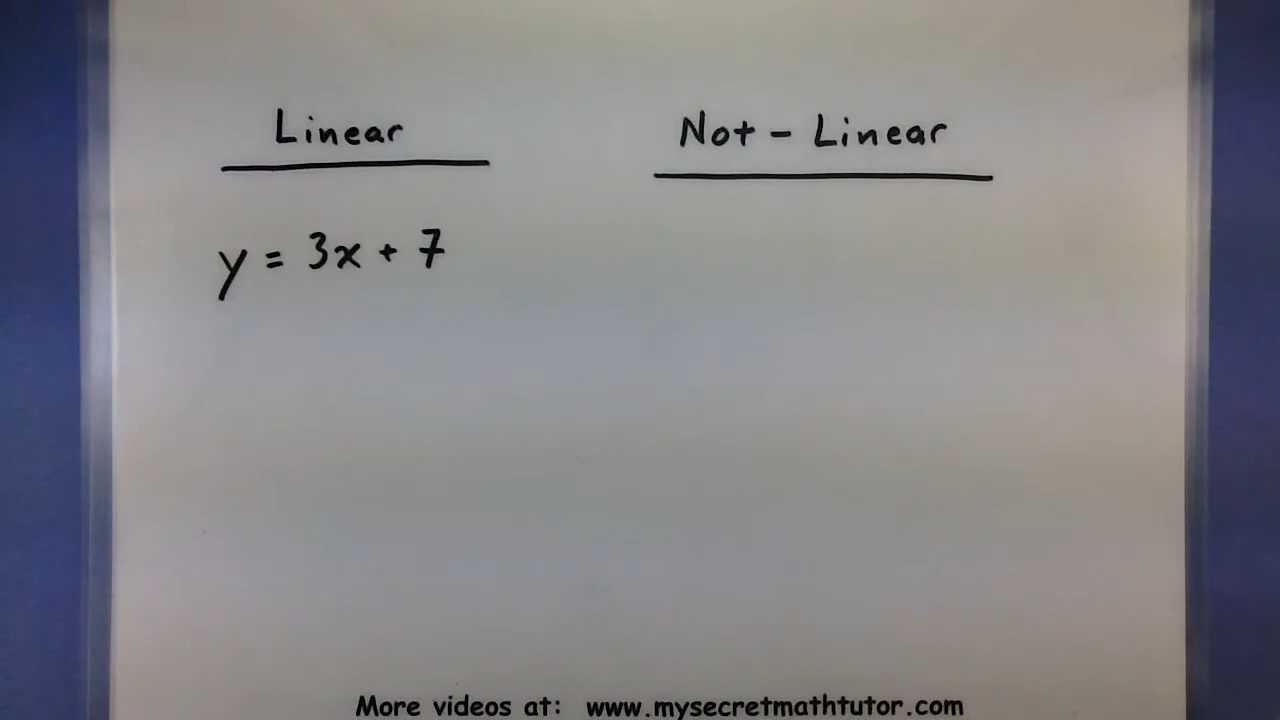 Linear Not - Linear
y = 3x + 7
More videos at: www.mysecretmathtutor.com